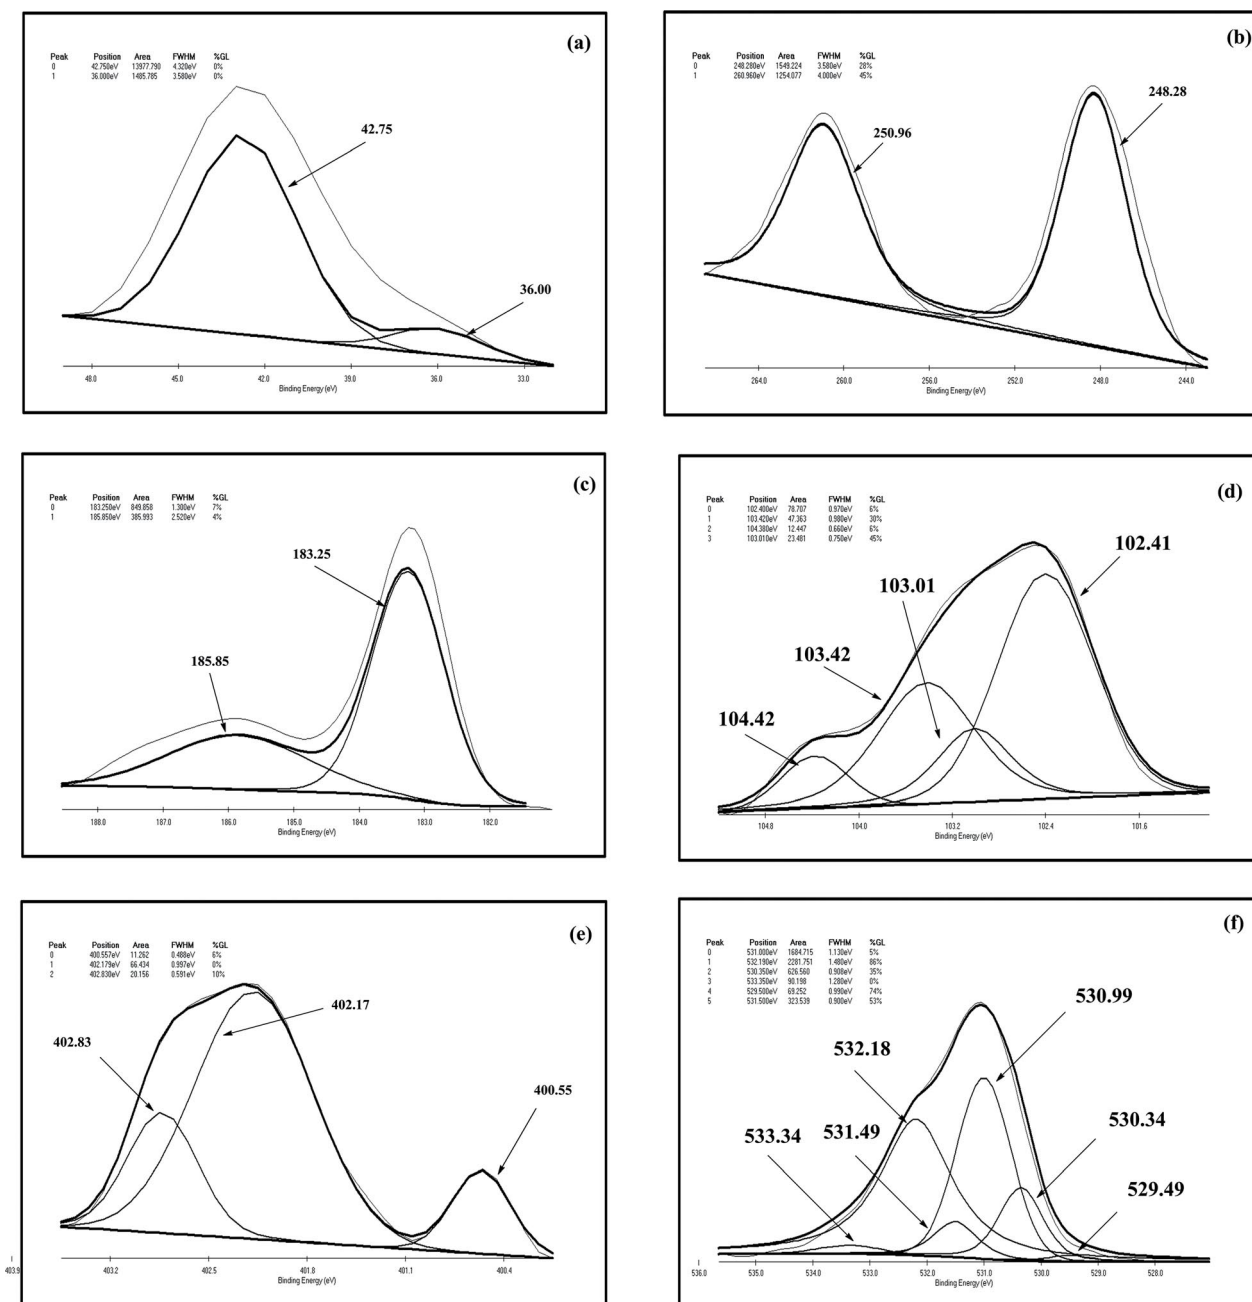 (a)
Peak Position Area FWHM %GL
0 42.750eV 13977.790 4.320eV 0%
1 36.000eV 1485.785 3.580eV 0%
42.75
36.00
48.0 45.0 42.0 39.0 36.0 33.0
Binding Energy (eV)
(b)
Peak Position Area FWHM %GL
0 248.280eV 1549.224 3.580eV 28%
1 260.960eV 1254.077 4.000eV 45%
248.28
250.96
264.0 260.0 256.0 252.0 248.0 244.0
Binding Energy (eV)
(c)
Peak Position Area FWHM %GL
0 183.250eV 849.858 1.300eV 7%
1 185.850eV 385.993 2.520eV 4%
183.25
185.85
188.0 187.0 186.0 185.0 184.0 183.0 182.0
Binding Energy (eV)
(d)
Peak Position Area FWHM %GL
0 102.400eV 78.707 0.970eV 6%
1 103.420eV 47.363 0.980eV 38%
2 104.380eV 12.447 0.660eV 6%
3 103.010eV 23.481 0.750eV 45%
102.41
103.01
103.42
104.42
104.8 104.0 103.2 102.4 101.6
Binding Energy (eV)
(e)
Peak Position Area FWHM %GL
0 400.557eV 11.262 0.488eV 6%
1 402.179eV 66.434 0.997eV 0%
2 402.830eV 20.156 0.591eV 10%
402.17
402.83
400.55
403.9 403.2 402.5 401.8 401.1 400.4
Binding Energy (eV)
(f)
Peak Position Area FWHM %GL
0 531.000eV 1684.715 1.130eV 5%
1 532.190eV 2281.751 1.480eV 86%
2 530.350eV 626.560 0.908eV 35%
3 533.350eV 90.198 1.280eV 0%
4 529.500eV 69.252 0.990eV 74%
5 531.500eV 323.539 0.900eV 53%
530.99
532.18
533.34 531.49
530.34
529.49
536.0 535.0 534.0 533.0 532.0 531.0 530.0 529.0 528.0
Binding Energy (eV)